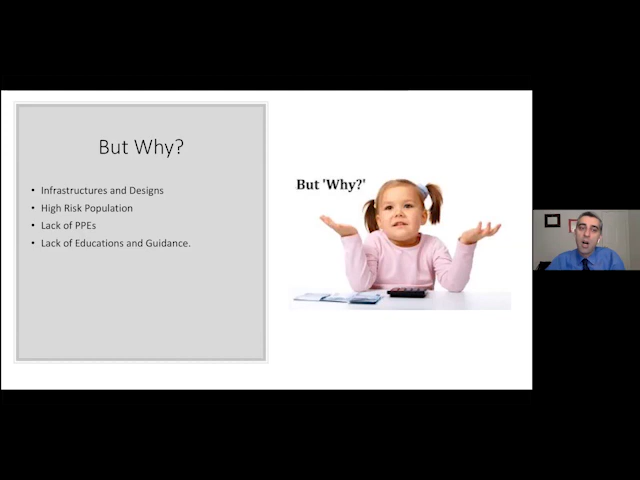 But Why?
• Infrastructures and Designs
• High Risk Population
• Lack of PPEs
• Lack of Educations and Guidance.
But 'Why?'